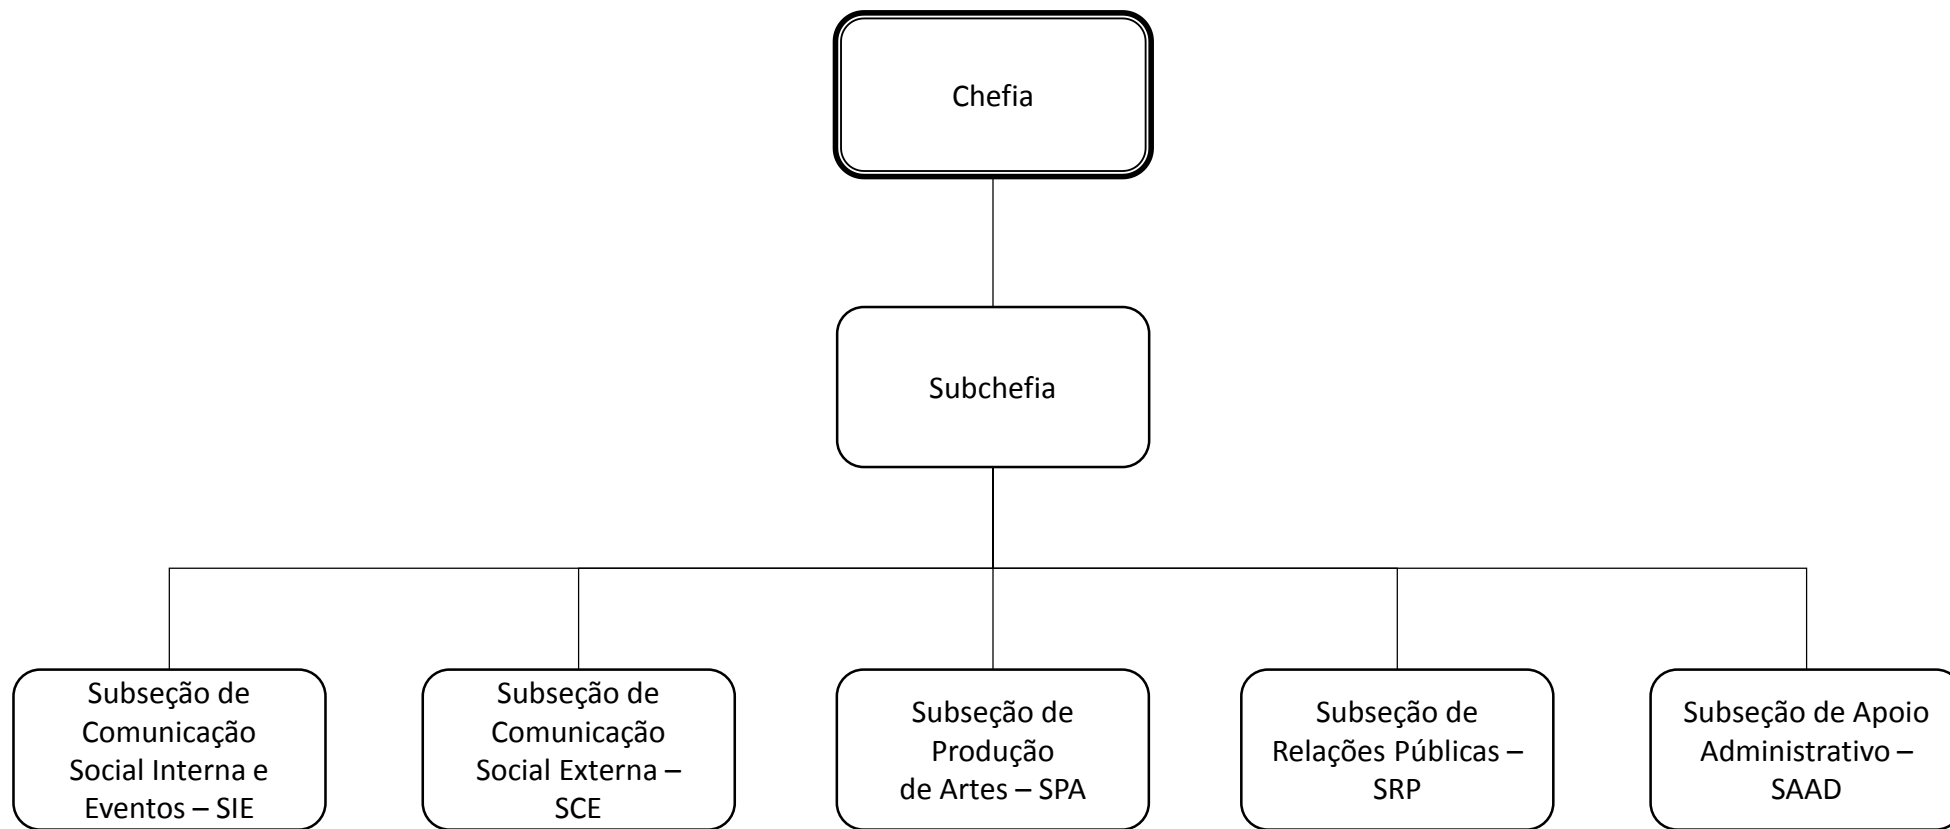 Chefia
Subchefia
Subseção de
Comunicação
Social Interna e
Eventos – SIE
Subseção de
Comunicação
Social Externa –
SCE
Subseção de
Produção
de Artes – SPA
Subseção de
Relações Públicas –
SRP
Subseção de Apoio
Administrativo –
SAAD